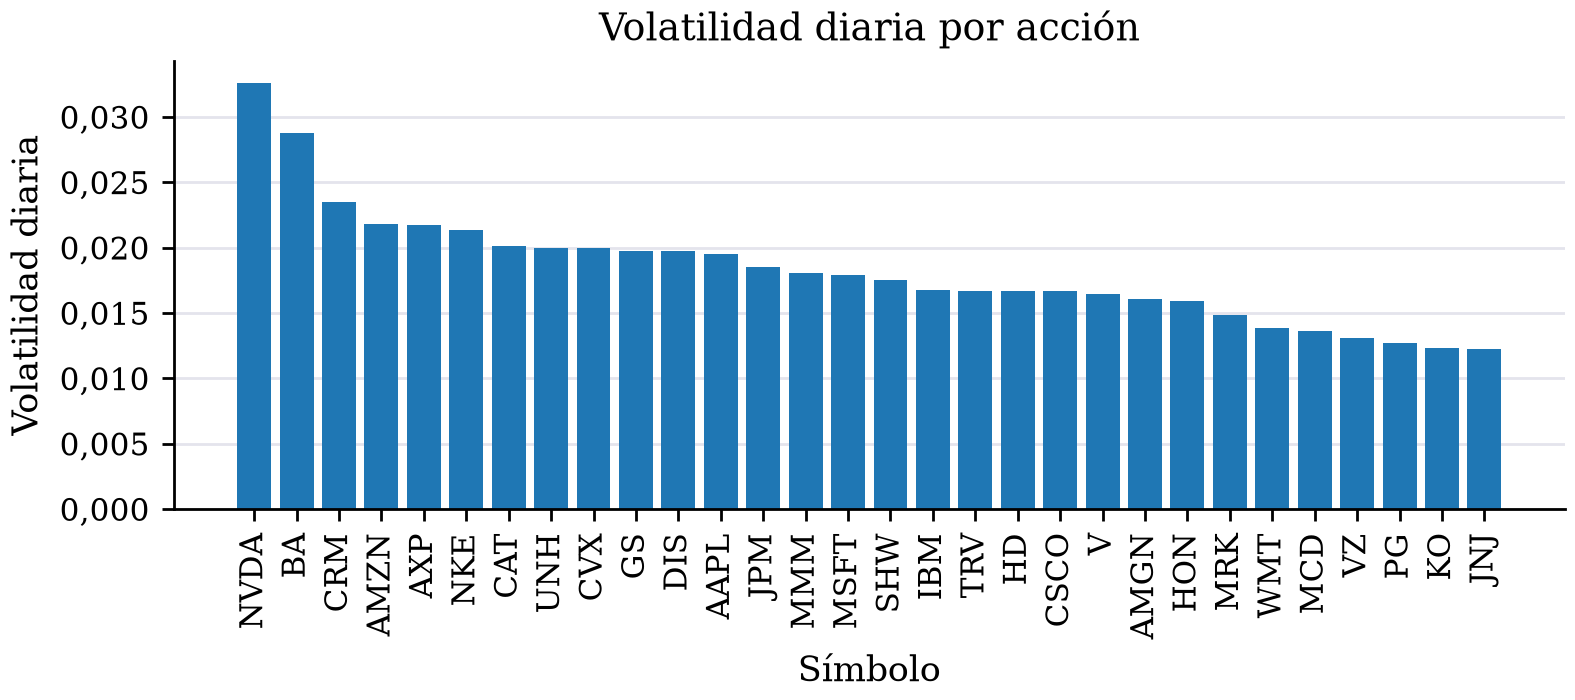 Volatilidad diaria por acción
Volatilidad diaria
0,030
0,025
0,020
0,015
0,010
0,005
0,000
NVDA
BA
CRM
AMZN
AXP
NKE
CAT
UNH
CVX
GS
DIS
AAPL
JPM
MMM
MSFT
SHW
IBM
TRV
HD
CSCO
V
AMGN
HON
MRK
WMT
MCD
VZ
PG
KO
JNJ
Símbolo